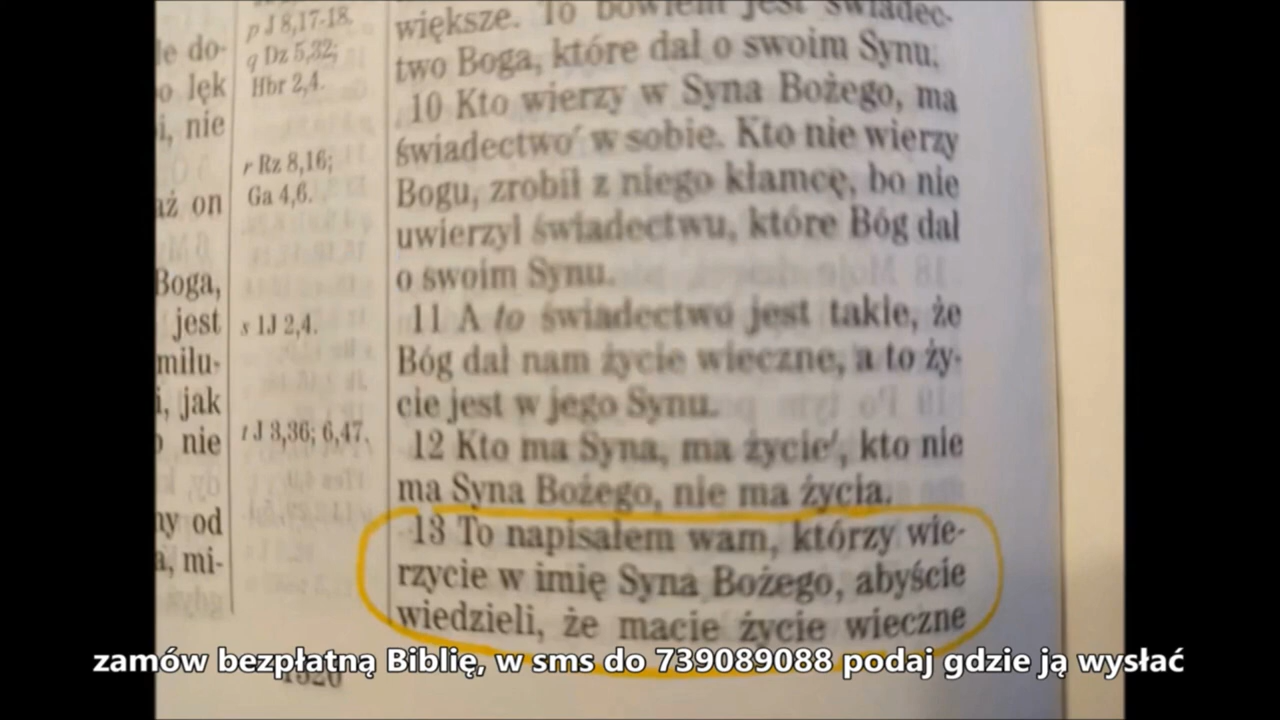 le do-
o lęk
i, nie
aż on
Boga,
jest
miłu-
i, jak
o nie
ny od
a, mi-
p J 8,17-18.
q Dz 5,32;
Hbr 2,4.
r Rz 8,16;
Ga 4,6.
s 1J 2,4.
t J 3,36; 6,47.
większe. To bowiem jest świadec-
two Boga, które dał o swoim Synu.
10 Kto wierzy w Syna Bożego, ma
świadectwoʳ w sobie. Kto nie wierzy
Bogu, zrobił z niego kłamcę, bo nie
uwierzył świadectwu, które Bóg dał
o swoim Synu.
11 A to świadectwo jest takie, że
Bóg dał nam życie wieczne, a to ży-
cie jest w jego Synu.
12 Kto ma Syna, ma życieᵗ, kto nie
ma Syna Bożego, nie ma życia.
13 To napisałem wam, którzy wie-
rzycie w imię Syna Bożego, abyście
wiedzieli, że macie życie wieczne
zamów bezpłatną Biblię, w sms do 739089088 podaj gdzie ją wysłać